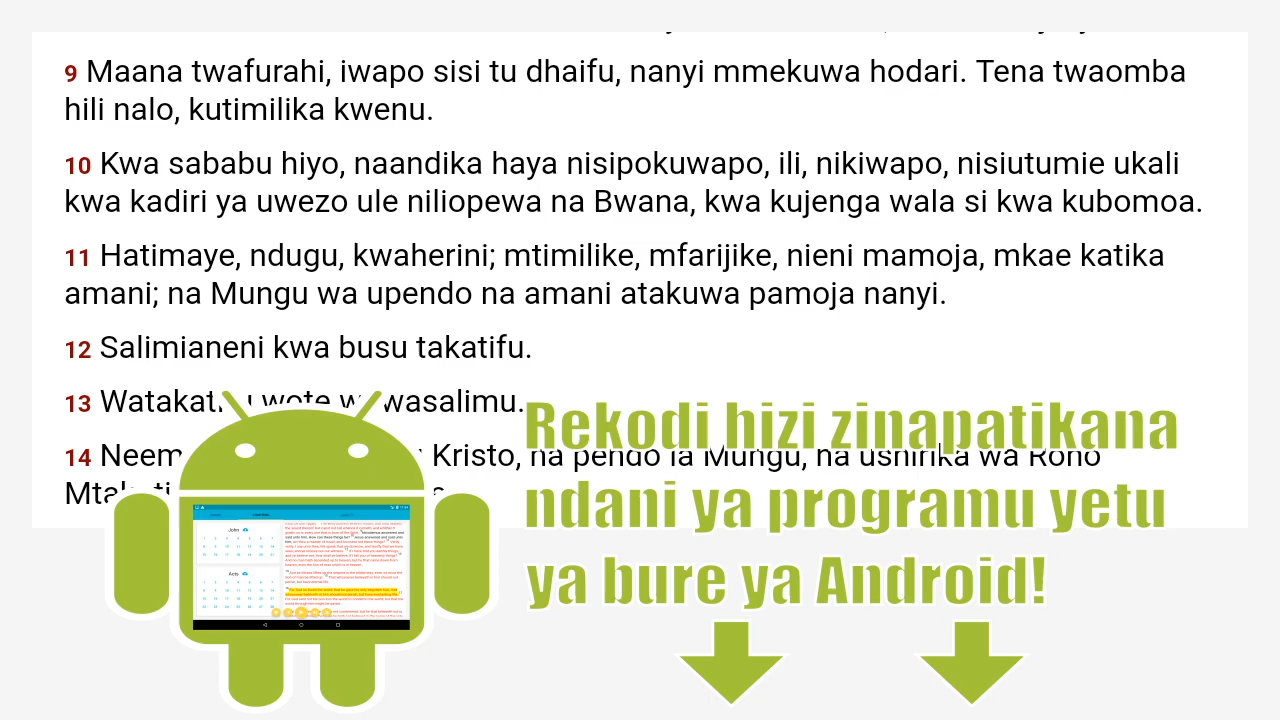 9 Maana twafurahi, iwapo sisi tu dhaifu, nanyi mmekuwa hodari. Tena twaomba
hili nalo, kutimilika kwenu.
10 Kwa sababu hiyo, naandika haya nisipokuwapo, ili, nikiwapo, nisiutumie ukali
kwa kadiri ya uwezo ule niliopewa na Bwana, kwa kujenga wala si kwa kubomoa.
11 Hatimaye, ndugu, kwaherini; mtimilike, mfarijike, nieni mamoja, mkae katika
amani; na Mungu wa upendo na amani atakuwa pamoja nanyi.
12 Salimianeni kwa busu takatifu.
13 wote wawasalimu.
14 Kristo, na pendo la Mungu, na ushirika wa Roho
Rekodi hizi zinapatikana
ndani ya programu yetu
ya bure ya Android!
John
Acts